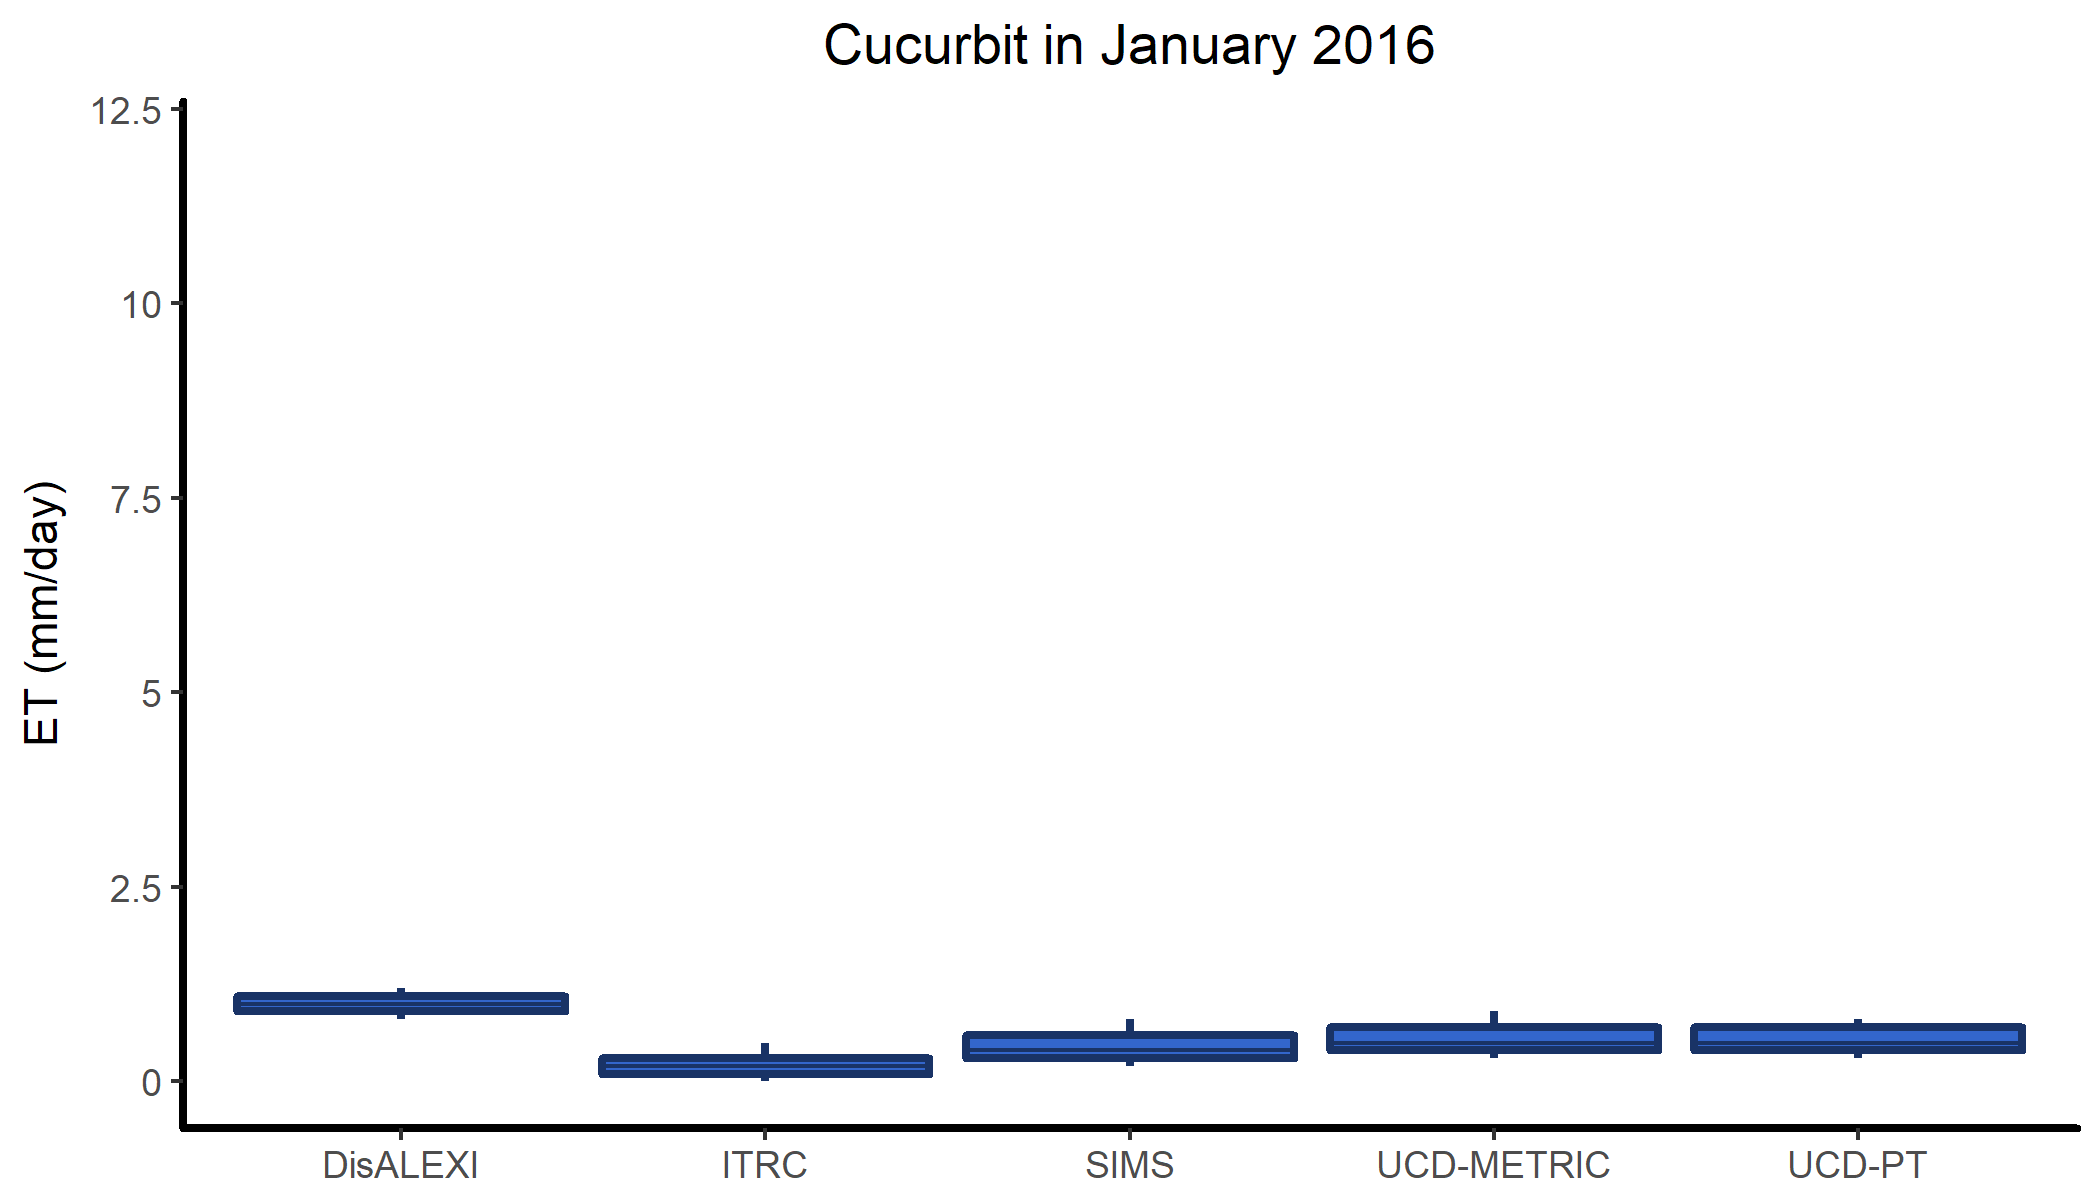 Cucurbit in January 2016
12.5
10
7.5
5
2.5
0
ET (mm/day)
DisALEXI ITRC SIMS UCD-METRIC UCD-PT